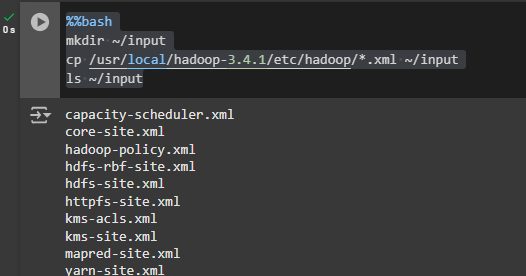 0s
%%bash
mkdir ~/input
cp /usr/local/hadoop-3.4.1/etc/hadoop/*.xml ~/input
ls ~/input
capacity-scheduler.xml
core-site.xml
hadoop-policy.xml
hdfs-rbf-site.xml
hdfs-site.xml
httpfs-site.xml
kms-acls.xml
kms-site.xml
mapred-site.xml
yarn-site.xml